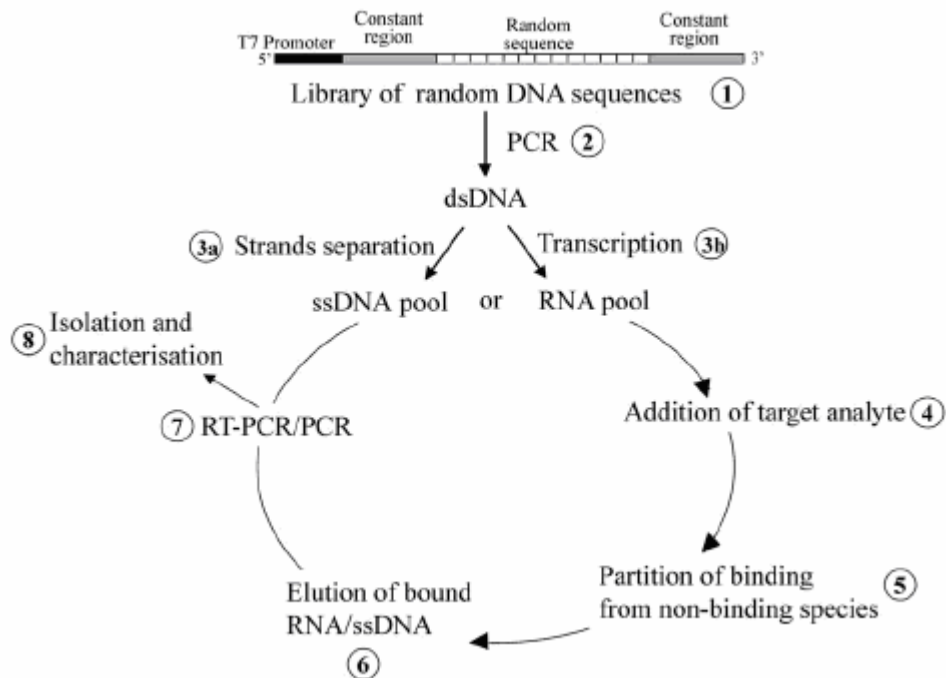 Constant region
Random sequence
Constant region
T7 Promoter
5'
3'
Library of random DNA sequences 1
PCR 2
dsDNA
3a Strands separation
Transcription 3b
ssDNA pool or RNA pool
8 Isolation and
characterisation
7 RT-PCR/PCR
Addition of target analyte 4
Partition of binding
from non-binding species 5
Elution of bound
RNA/ssDNA
6